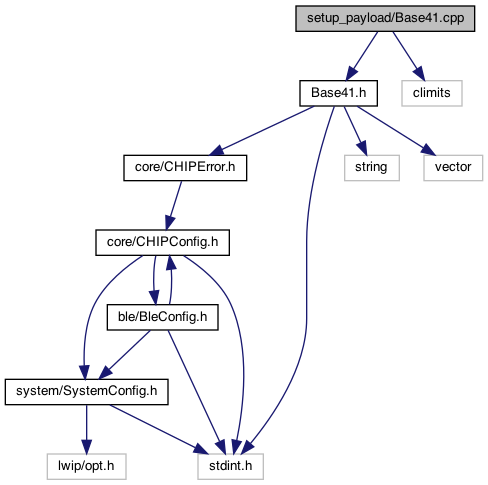 setup_payload/Base41.cpp
Base41.h
climits
core/CHIPError.h
string
vector
core/CHIPConfig.h
ble/BleConfig.h
system/SystemConfig.h
lwip/opt.h
stdint.h